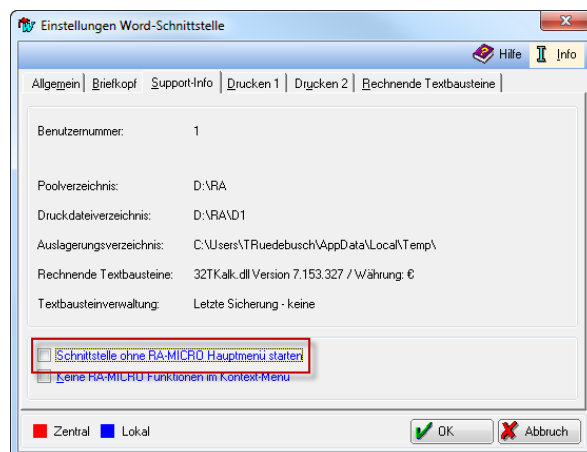 Einstellungen Word-Schnittstelle
Hilfe Info
Allgemein Briefkopf Support-Info Drucken 1 Drucken 2 Rechnende Textbausteine
Benutzernummer: 1
Poolverzeichnis: D:\RA
Druckdateiverzeichnis: D:\RA\D1
Auslagerungsverzeichnis: C:\Users\TRuedebusch\AppData\Local\Temp\
Rechnende Textbausteine: 32TKalk.dll Version 7.153.327 / Währung: €
Textbausteinverwaltung: Letzte Sicherung - keine
Schnittstelle ohne RA-MICRO Hauptmenü starten
Keine RA-MICRO Funktionen im Kontext-Menü
Zentral Lokal OK Abbruch